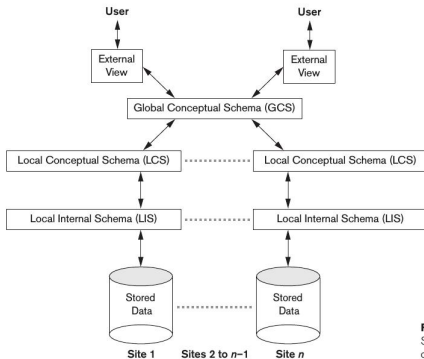 User User
External View External View
Global Conceptual Schema (GCS)
Local Conceptual Schema (LCS) Local Conceptual Schema (LCS)
Local Internal Schema (LIS) Local Internal Schema (LIS)
Stored Data Stored Data
Site 1 Sites 2 to n–1 Site n